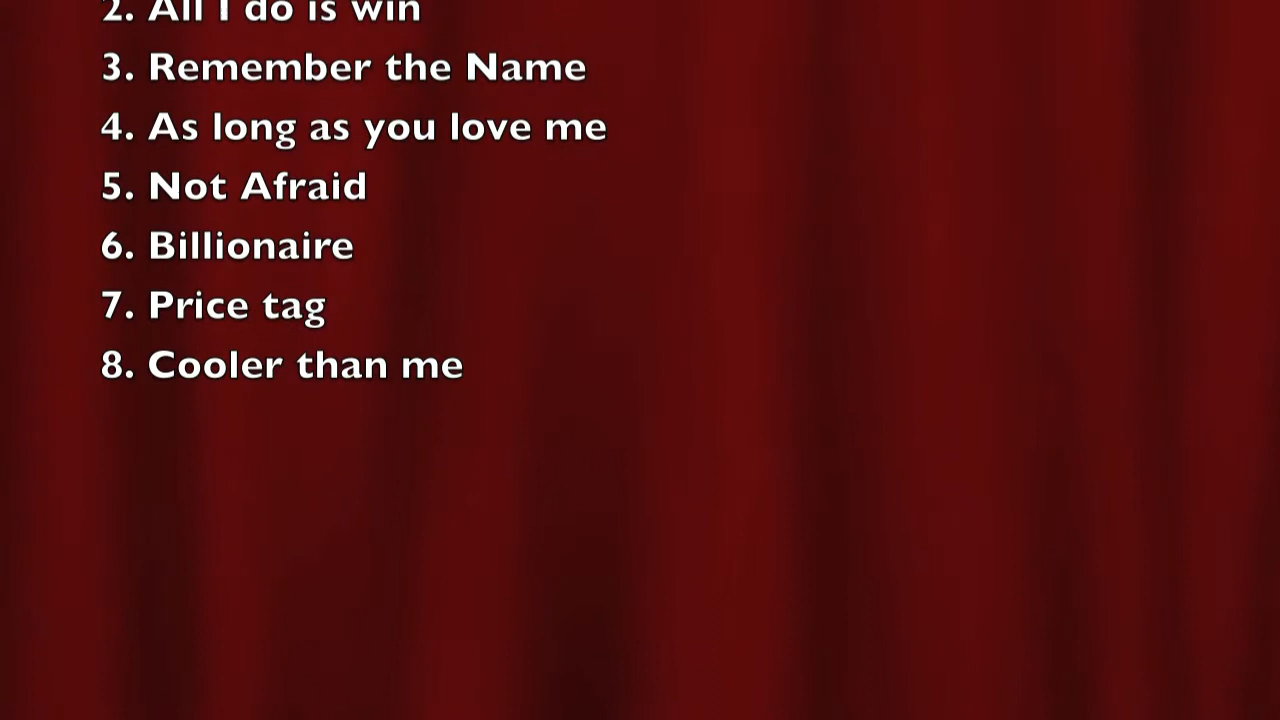 2. All I do is win
3. Remember the Name
4. As long as you love me
5. Not Afraid
6. Billionaire
7. Price tag
8. Cooler than me